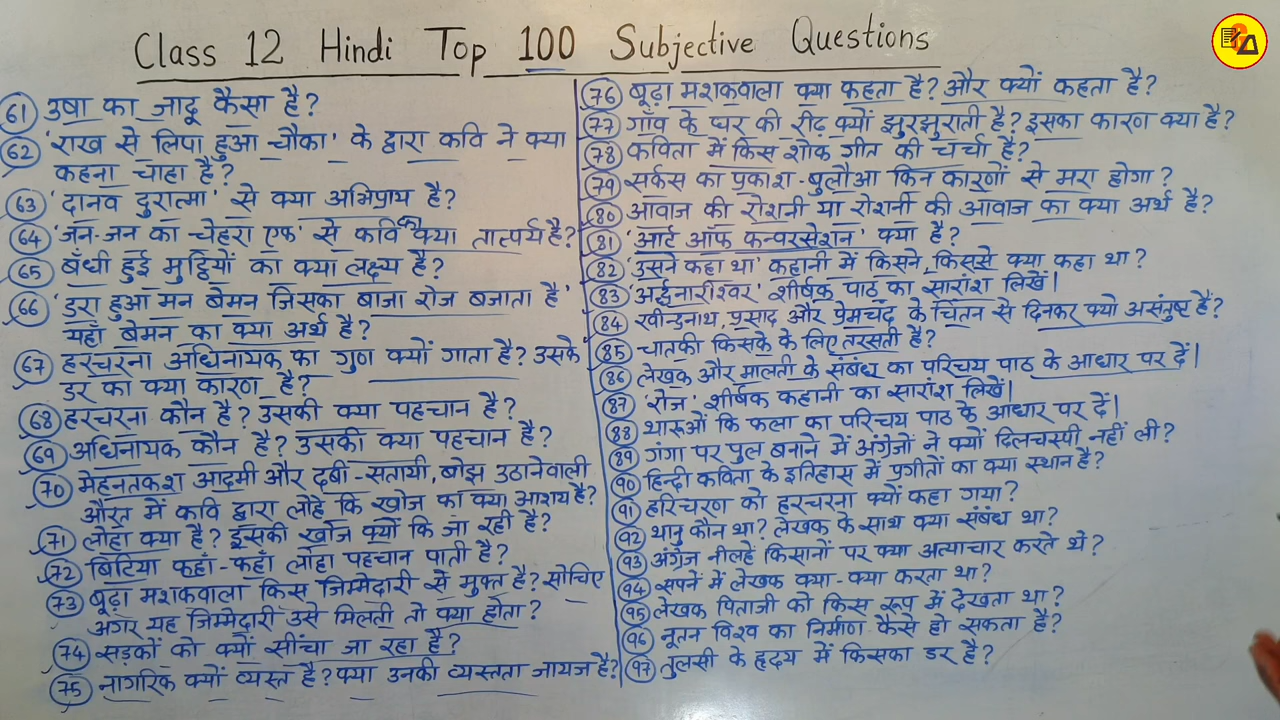 Class 12 Hindi Top 100 Subjective Questions
61 उषा का जादू कैसा है?
62 'राख से लिपा हुआ चौका' के द्वारा कवि ने क्या
कहना चाहा है?
63 'दानव दुरात्मा' से क्या अभिप्राय है?
64 'जन-जन का चेहरा एक' से कवि का क्या तात्पर्य है?
65 बँधी हुई मुट्ठियों का क्या लक्ष्य है?
66 'डरा हुआ मन बेमन जिसका बाजा रोज बजाता है'
यहाँ बेमन का क्या अर्थ है?
67 हरचरना अधिनायक का गुण क्यों गाता है? उसके
डर का क्या कारण है?
68 हरचरना कौन है? उसकी क्या पहचान है?
69 अधिनायक कौन है? उसकी क्या पहचान है?
70 मेहनतकश आदमी और दबी-सतायी, बोझ उठानेवाली
औरत में कवि द्वारा लोहे कि खोज का क्या आशय है?
71 लोहा क्या है? इसकी खोज क्यों कि जा रही है?
72 बिटिया कहाँ-कहाँ लोहा पहचान पाती है?
73 बूढ़ा मशकवाला किस जिम्मेदारी से मुक्त है? सोचिए
अगर यह जिम्मेदारी उसे मिलती तो क्या होता?
74 सड़कों को क्यों सींचा जा रहा है?
75 नागरिक क्यों व्यस्त है? क्या उनकी व्यस्तता जायज है?
76 बूढ़ा मशकवाला क्या कहता है? और क्यों कहता है?
77 गाँव के घर की रीढ़ क्यों झुरझुराती है? इसका कारण क्या है?
78 कविता में किस शोक गीत की चर्चा है?
79 सर्कस का प्रकाश-बुलौआ किन कारणों से मरा होगा?
80 आवाज की रोशनी या रोशनी की आवाज का क्या अर्थ है?
81 'आर्ट ऑफ कन्वरसेशन' क्या है?
82 'उसने कहा था' कहानी में किसने, किससे क्या कहा था?
83 'अर्द्धनारीश्वर' शीर्षक पाठ का सारांश लिखें।
84 रवीन्द्रनाथ, प्रसाद और प्रेमचंद के चिंतन से दिनकर क्यो असंतुष्ट हैं?
85 चातकी किसके के लिए तरसती है?
86 लेखक और मालती के संबंध का परिचय पाठ के आधार पर दें।
87 'रोज' शीर्षक कहानी का सारांश लिखें।
88 थारूओं कि कला का परिचय पाठ के आधार पर दें।
89 गंगा पर पुल बनाने में अंग्रेजों ने क्यों दिलचस्पी नहीं ली?
90 हिन्दी कविता के इतिहास में प्रगीतों का क्या स्थान है?
91 हरिचरण को हरचरना क्यों कहा गया?
92 थानु कौन था? लेखक के साथ क्या संबंध था?
93 अंग्रेज नीलहे किसानों पर क्या अत्याचार करते थे?
94 सपने में लेखक क्या-क्या करता था?
95 लेखक पिताजी को किस रूप में देखता था?
96 नूतन विश्व का निर्माण कैसे हो सकता है?
97 तुलसी के हृदय में किसका डर है?